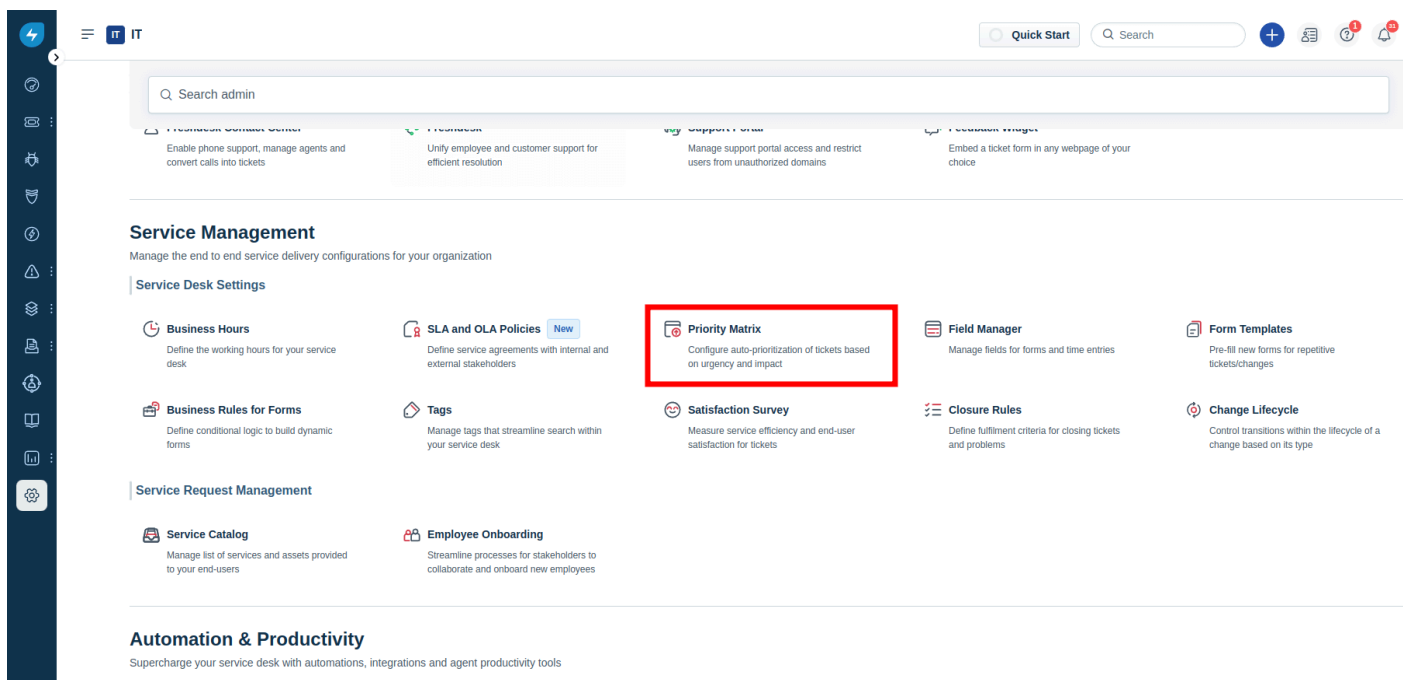 IT IT
Quick Start
Search
1
31
Search admin
Freshdesk Contact Center
Enable phone support, manage agents and
convert calls into tickets
Freshdesk
Unify employee and customer support for
efficient resolution
Support Portal
Manage support portal access and restrict
users from unauthorized domains
Feedback Widget
Embed a ticket form in any webpage of your
choice
Service Management
Manage the end to end service delivery configurations for your organization
Service Desk Settings
Business Hours
Define the working hours for your service
desk
SLA and OLA Policies New
Define service agreements with internal and
external stakeholders
Priority Matrix
Configure auto-prioritization of tickets based
on urgency and impact
Field Manager
Manage fields for forms and time entries
Form Templates
Pre-fill new forms for repetitive
tickets/changes
Business Rules for Forms
Define conditional logic to build dynamic
forms
Tags
Manage tags that streamline search within
your service desk
Satisfaction Survey
Measure service efficiency and end-user
satisfaction for tickets
Closure Rules
Define fulfilment criteria for closing tickets
and problems
Change Lifecycle
Control transitions within the lifecycle of a
change based on its type
Service Request Management
Service Catalog
Manage list of services and assets provided
to your end-users
Employee Onboarding
Streamline processes for stakeholders to
collaborate and onboard new employees
Automation & Productivity
Supercharge your service desk with automations, integrations and agent productivity tools